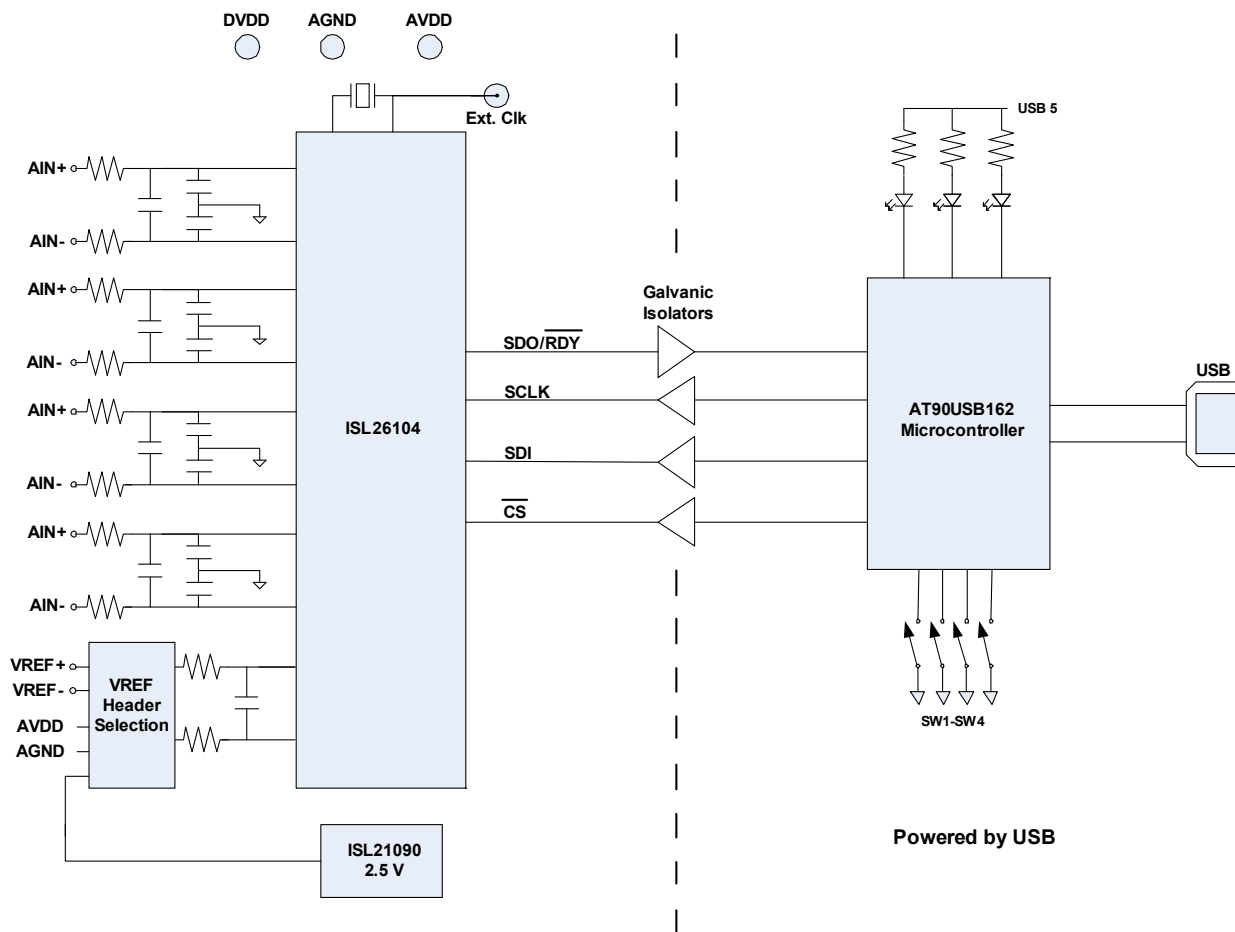 DVDD
AGND
AVDD
Ext. Clk
USB 5
AIN+
AIN-
AIN+
AIN-
AIN+
AIN-
AIN+
AIN-
VREF+
VREF-
AVDD
AGND
VREF
Header
Selection
ISL26104
ISL21090
2.5 V
SDO/RDY
SCLK
SDI
CS
Galvanic
Isolators
AT90USB162
Microcontroller
USB
SW1-SW4
Powered by USB